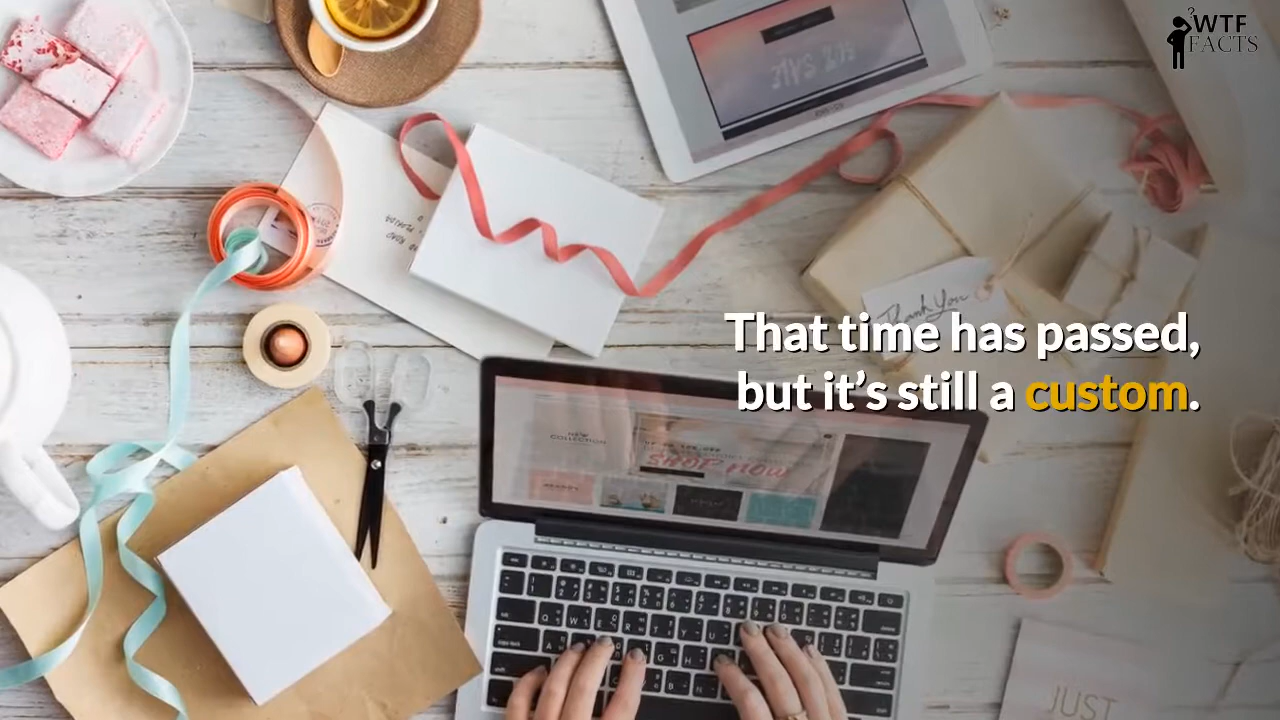 WTF
FACTS
That time has passed,
but it's still a custom.
Thank You
NEW
COLLECTION
SHOP NOW
JUST